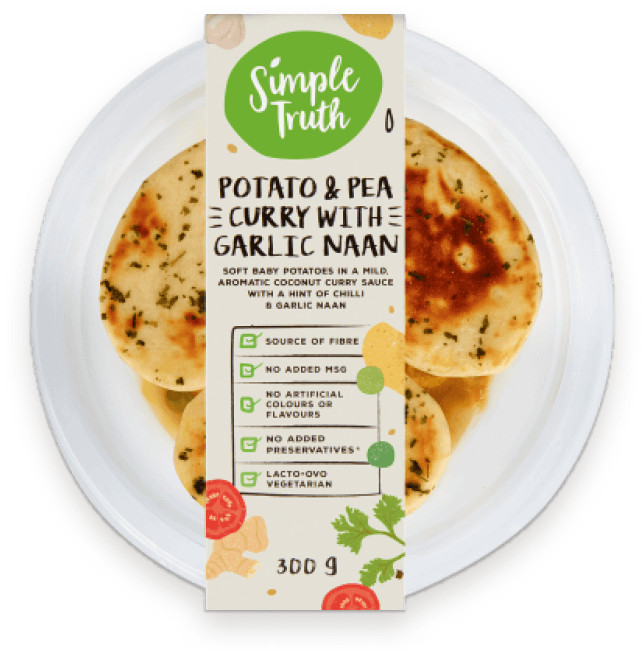 Simple
Truth
POTATO & PEA
CURRY WITH
GARLIC NAAN
SOFT BABY POTATOES IN A MILD,
AROMATIC COCONUT CURRY SAUCE
WITH A HINT OF CHILLI
& GARLIC NAAN
SOURCE OF FIBRE
NO ADDED MSG
NO ARTIFICIAL
COLOURS OR
FLAVOURS
NO ADDED
PRESERVATIVES*
LACTO-OVO
VEGETARIAN
300 g